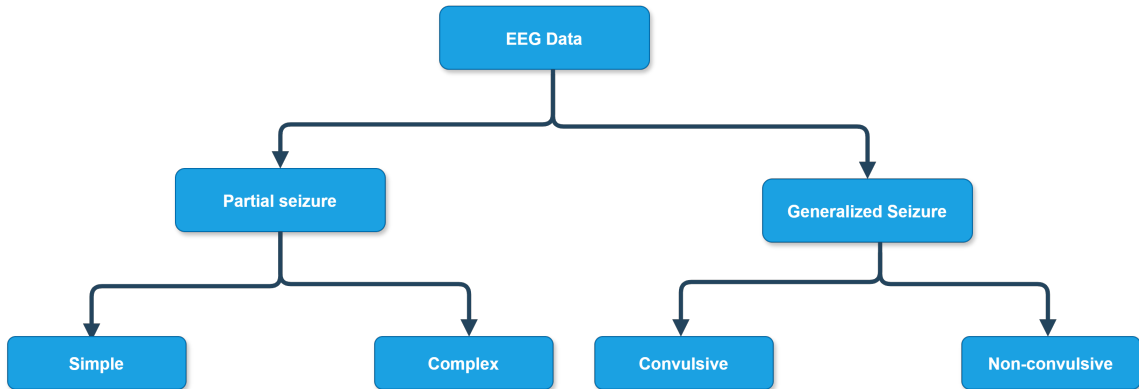 EEG Data
Partial seizure
Generalized Seizure
Simple
Complex
Convulsive
Non-convulsive